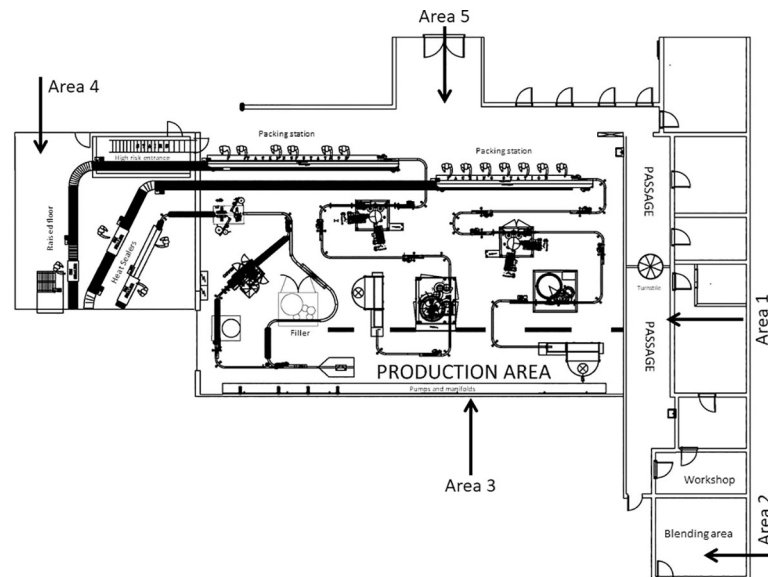 Area 5
Area 4
Packing station
STAIRS
High risk entrance
Packing station
PASSAGE
Raised floor
Heat Sealers
Turnstile
Area 1
Filler
PASSAGE
PRODUCTION AREA
Pumps and manifolds
Area 3
Workshop
Area 2
Blending area